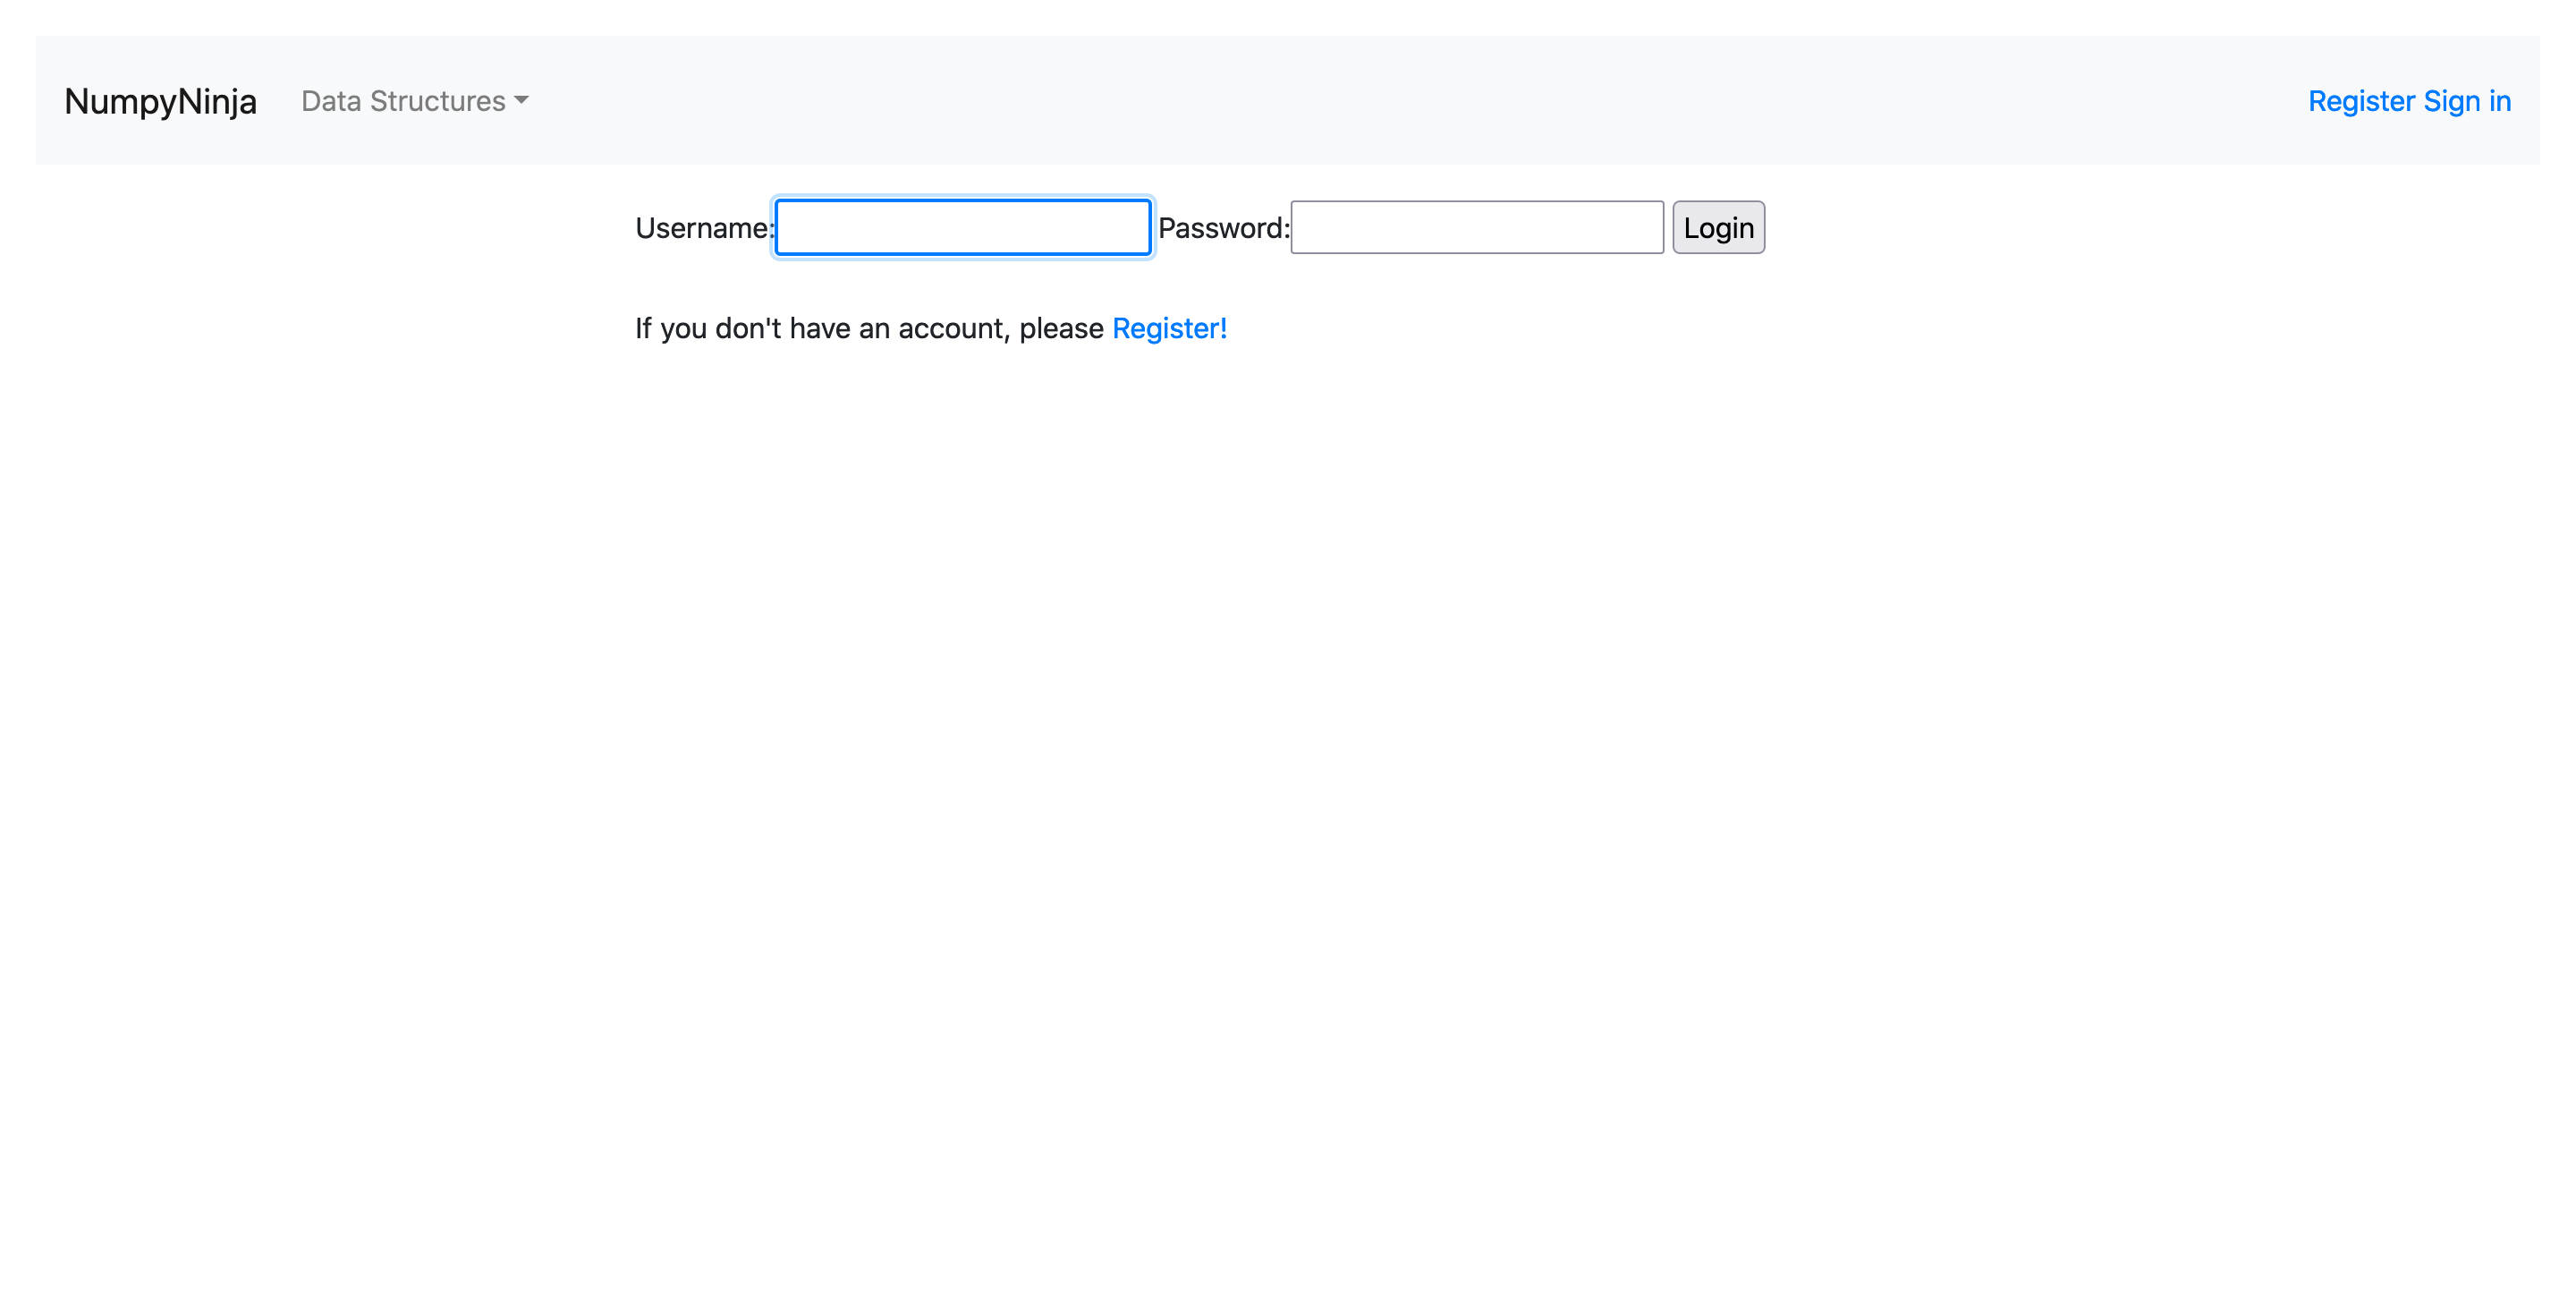 NumpyNinja Data Structures Register Sign in
Username: Password: Login
If you don't have an account, please Register!